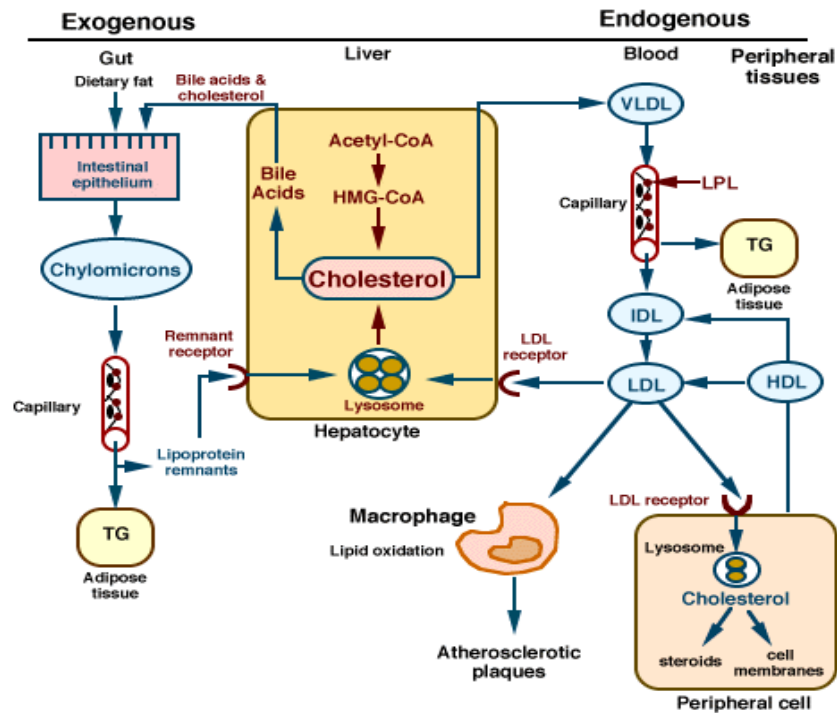 Exogenous
Endogenous
Gut
Liver
Blood
Peripheral
tissues
Dietary fat
Bile acids &
cholesterol
Intestinal
epithelium
Chylomicrons
Capillary
Lipoprotein
remnants
TG
Adipose
tissue
Remnant
receptor
Acetyl-CoA
HMG-CoA
Bile
Acids
Cholesterol
Lysosome
Hepatocyte
LDL
receptor
VLDL
Capillary
LPL
TG
Adipose
tissue
IDL
LDL
HDL
Macrophage
Lipid oxidation
Atherosclerotic
plaques
LDL receptor
Lysosome
Cholesterol
steroids
cell
membranes
Peripheral cell